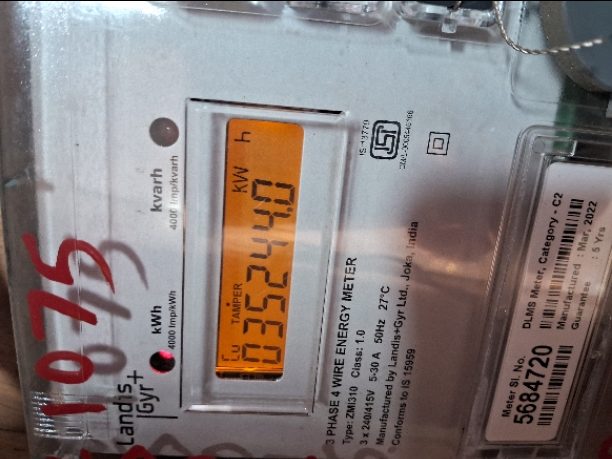 1075
Landis
Gyr+
kWh
4000 Imp/kWh
kvarh
4000 Imp/kvarh
Cu TAMPER kW h
035244.0
3 PHASE 4 WIRE ENERGY METER
Type: ZMI310 Class: 1.0
3 x 240/415V 5-30 A 50Hz 27°C
Manufactured by Landis+Gyr Ltd., Joka, India
Conforms to IS 15959
IS 13779
ISI
Meter Sl. No.
5684720
DLMS Meter, Category - C2
Manufactured : Mar, 2022
Guarantee : 5 Yrs